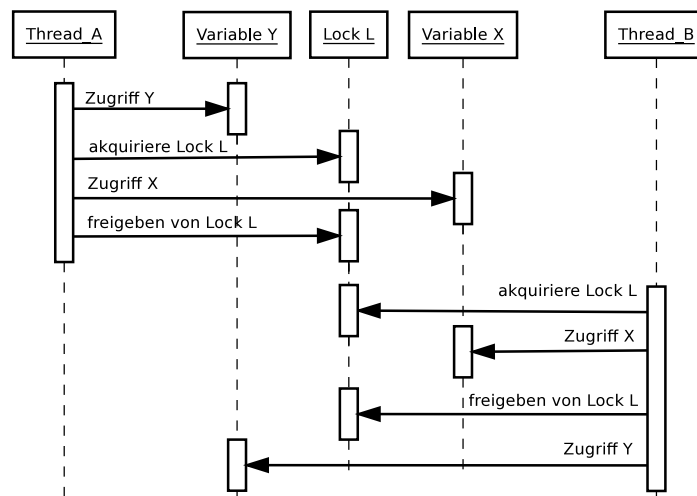 Thread_A
Variable Y
Lock L
Variable X
Thread_B
Zugriff Y
akquiriere Lock L
Zugriff X
freigeben von Lock L
akquiriere Lock L
Zugriff X
freigeben von Lock L
Zugriff Y